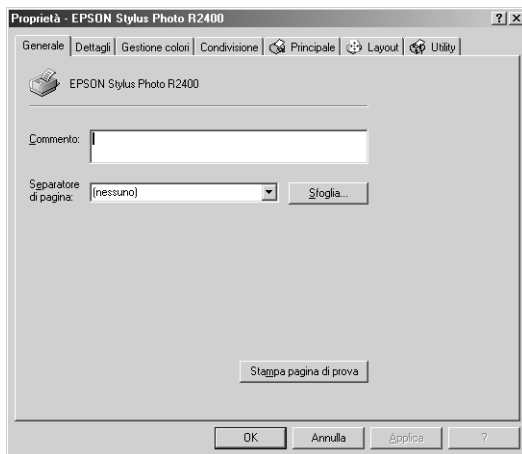 Proprietà - EPSON Stylus Photo R2400 ? x
Generale Dettagli Gestione colori Condivisione Principale Layout Utility
EPSON Stylus Photo R2400
Commento:
Separatore di pagina: (nessuno) Sfoglia...
Stampa pagina di prova
OK Annulla Applica ?